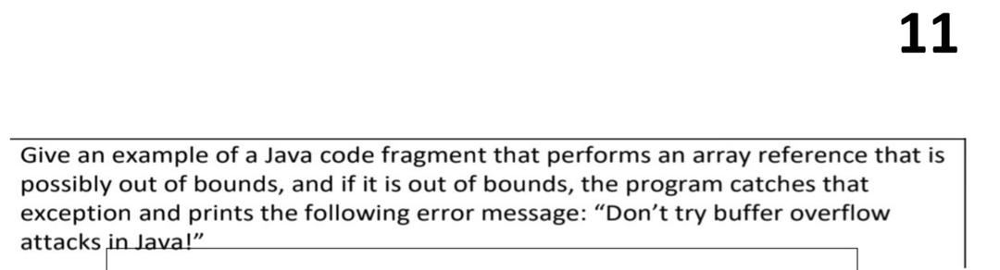 11
Give an example of a Java code fragment that performs an array reference that is
possibly out of bounds, and if it is out of bounds, the program catches that
exception and prints the following error message: “Don’t try buffer overflow
attacks in Java!”